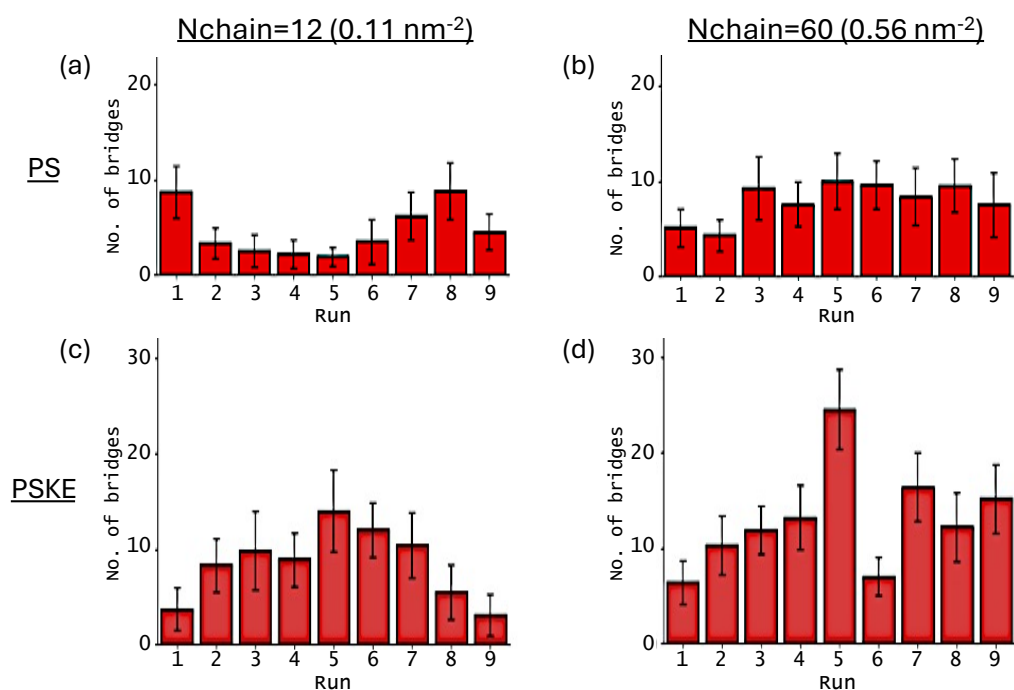 Nchain=12 (0.11 nm-2)
Nchain=60 (0.56 nm-2)
(a)
(b)
PS
No. of bridges
20
10
0
1 2 3 4 5 6 7 8 9
Run
No. of bridges
20
10
0
1 2 3 4 5 6 7 8 9
Run
(c)
(d)
PSKE
No. of bridges
30
20
10
0
1 2 3 4 5 6 7 8 9
Run
No. of bridges
30
20
10
0
1 2 3 4 5 6 7 8 9
Run